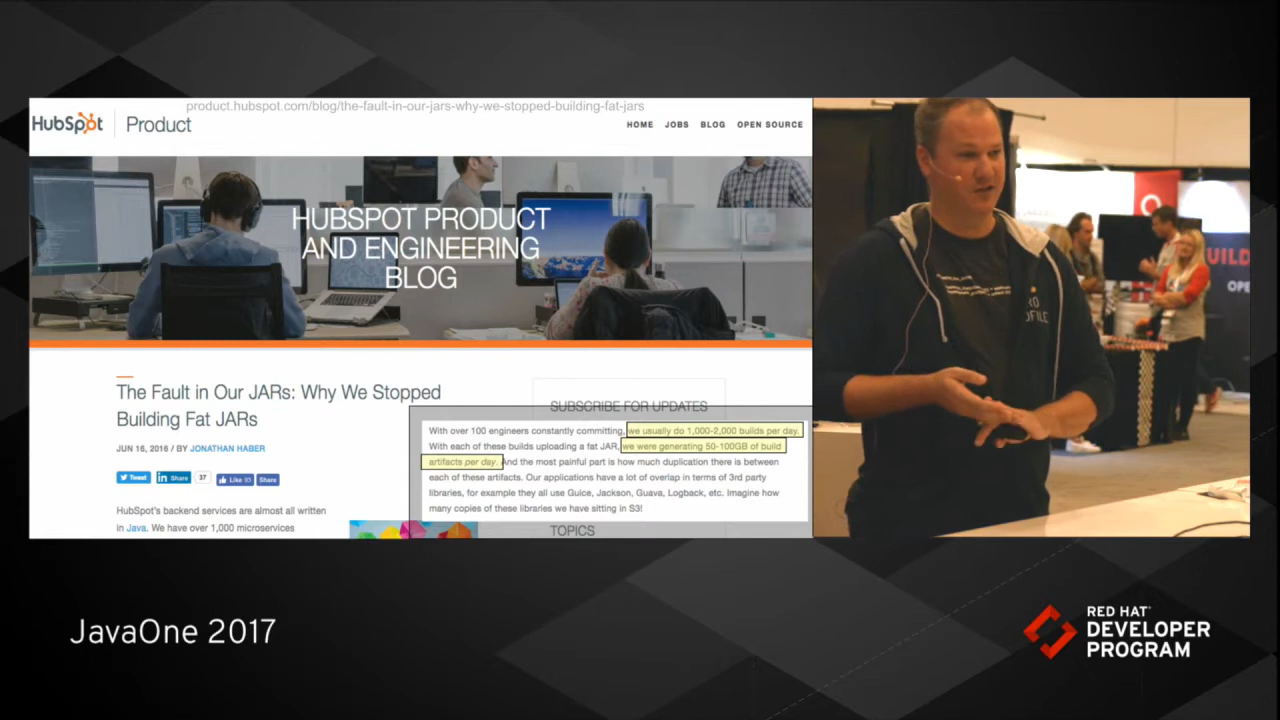 product.hubspot.com/blog/the-fault-in-our-jars-why-we-stopped-building-fat-jars
HubSpot Product
HOME JOBS BLOG OPEN SOURCE
HUBSPOT PRODUCT
AND ENGINEERING
BLOG
The Fault in Our JARs: Why We Stopped
Building Fat JARs
JUN 16, 2016 / BY JONATHAN HABER
Tweet
in Share 37
Like 93 Share
HubSpot's backend services are almost all written
in Java. We have over 1,000 microservices
SUBSCRIBE FOR UPDATES
With over 100 engineers constantly committing, we usually do 1,000-2,000 builds per day.
With each of these builds uploading a fat JAR, we were generating 50-100GB of build
artifacts per day. And the most painful part is how much duplication there is between
each of these artifacts. Our applications have a lot of overlap in terms of 3rd party
libraries, for example they all use Guice, Jackson, Guava, Logback, etc. Imagine how
many copies of these libraries we have sitting in S3!
TOPICS
JavaOne 2017
RED HAT
DEVELOPER
PROGRAM